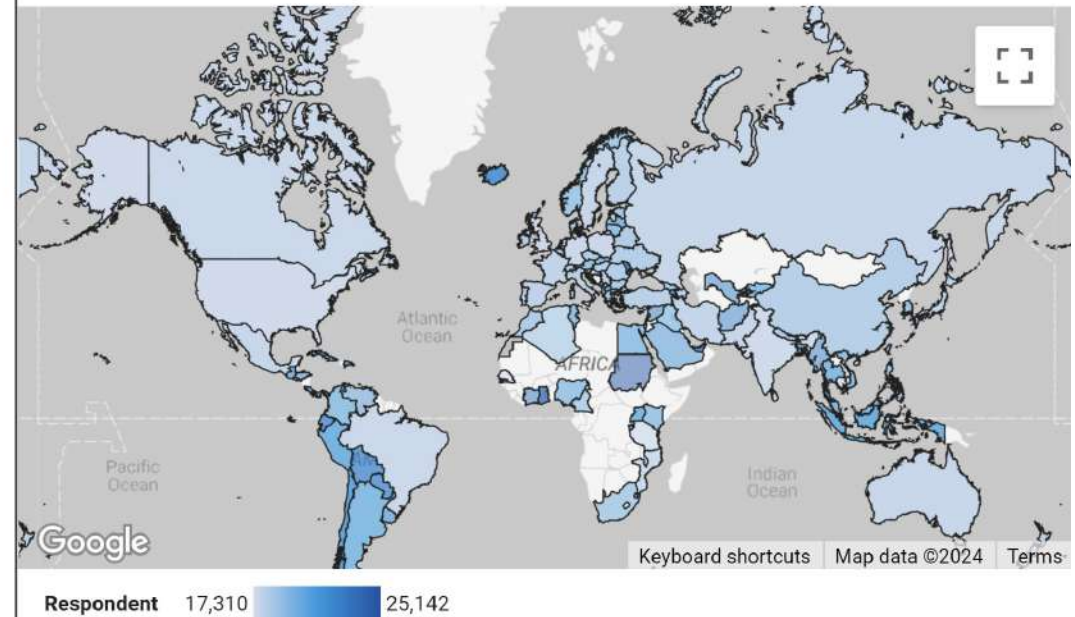 Atlantic
Ocean
AFRICA
Pacific
Ocean
Indian
Ocean
Google
Keyboard shortcuts
Map data ©2024
Terms
Respondent 17,310 25,142